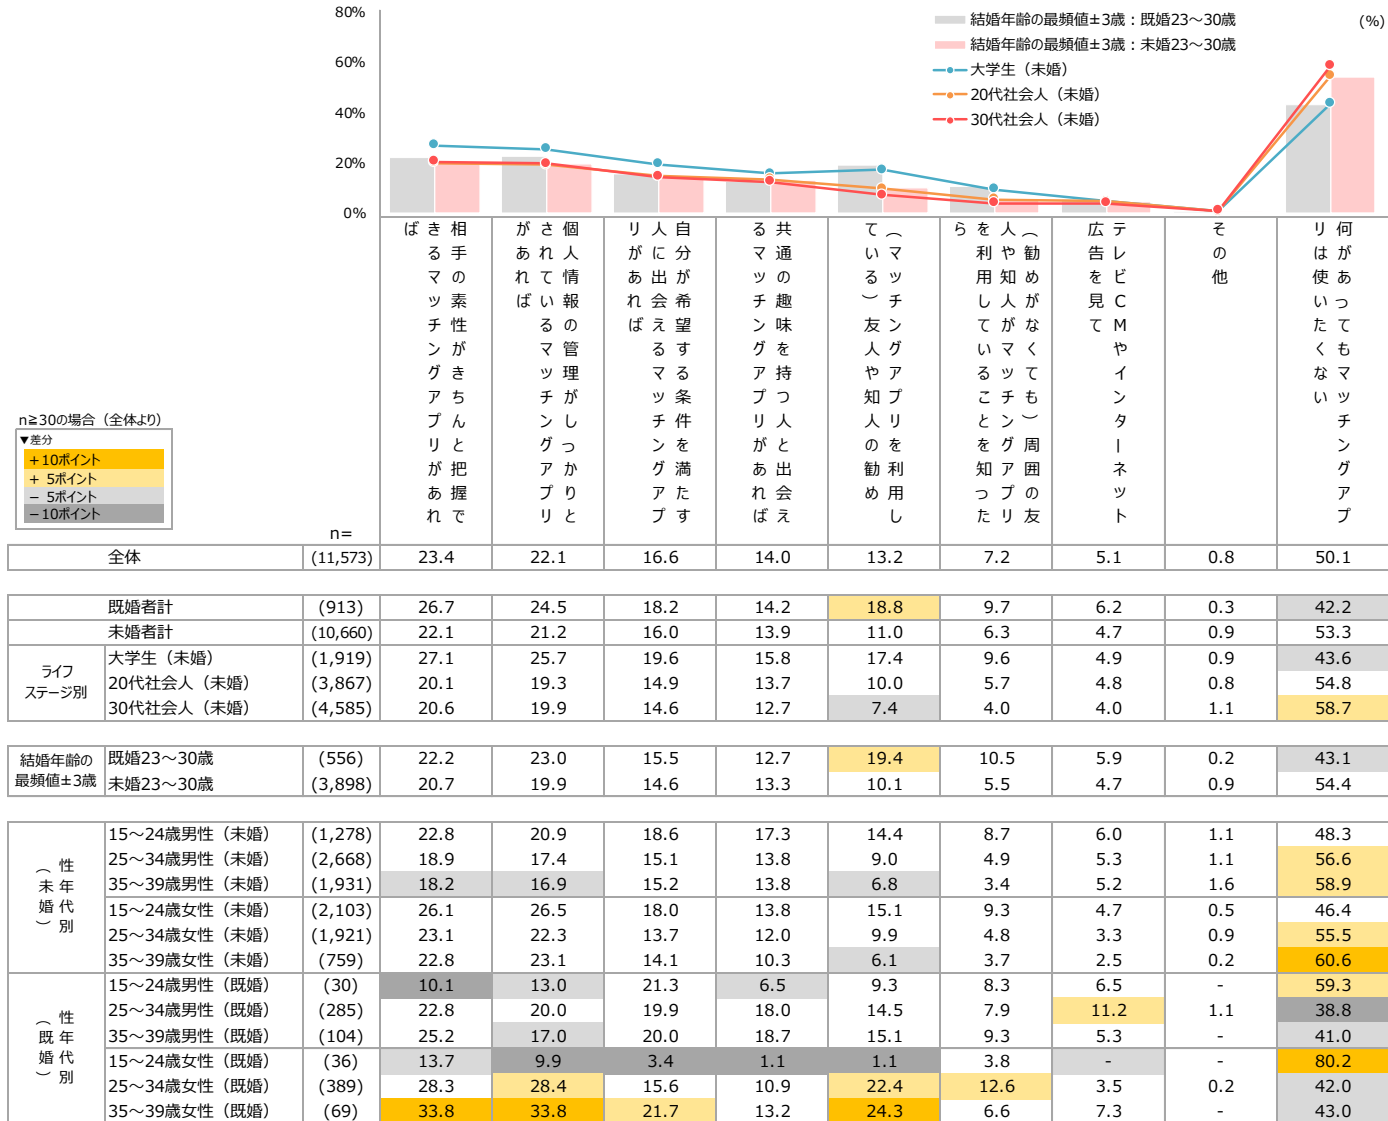 80%
60%
40%
20%
0%
結婚年齢の最頻値±3歳：既婚23～30歳
結婚年齢の最頻値±3歳：未婚23～30歳
大学生（未婚）
20代社会人（未婚）
30代社会人（未婚）
(%)
相手の素性がきちんと把握で
きるマッチングアプリがあれ
ば
個人情報の管理がしっかりと
されているマッチングアプリ
があれば
自分が希望する条件を満たす
人に出会えるマッチングアプ
リがあれば
共通の趣味を持つ人と出会え
るマッチングアプリがあれば
（マッチングアプリを利用し
ている）友人や知人の勧め
（勧めがなくても）周囲の友
人や知人がマッチングアプリ
を利用していることを知った
ら
テレビＣＭやインターネット
広告を見て
その他
何があってもマッチングアプ
リは使いたくない
n≧30の場合（全体より）
▼差分
＋10ポイント
＋ 5ポイント
－ 5ポイント
－10ポイント
n=
全体 (11,573) 23.4 22.1 16.6 14.0 13.2 7.2 5.1 0.8 50.1
既婚者計 (913) 26.7 24.5 18.2 14.2 18.8 9.7 6.2 0.3 42.2
未婚者計 (10,660) 22.1 21.2 16.0 13.9 11.0 6.3 4.7 0.9 53.3
ライフ
ステージ別
大学生（未婚） (1,919) 27.1 25.7 19.6 15.8 17.4 9.6 4.9 0.9 43.6
20代社会人（未婚） (3,867) 20.1 19.3 14.9 13.7 10.0 5.7 4.8 0.8 54.8
30代社会人（未婚） (4,585) 20.6 19.9 14.6 12.7 7.4 4.0 4.0 1.1 58.7
結婚年齢の
最頻値±3歳
既婚23～30歳 (556) 22.2 23.0 15.5 12.7 19.4 10.5 5.9 0.2 43.1
未婚23～30歳 (3,898) 20.7 19.9 14.6 13.3 10.1 5.5 4.7 0.9 54.4
性年代別
（未婚）
15～24歳男性（未婚） (1,278) 22.8 20.9 18.6 17.3 14.4 8.7 6.0 1.1 48.3
25～34歳男性（未婚） (2,668) 18.9 17.4 15.1 13.8 9.0 4.9 5.3 1.1 56.6
35～39歳男性（未婚） (1,931) 18.2 16.9 15.2 13.8 6.8 3.4 5.2 1.6 58.9
15～24歳女性（未婚） (2,103) 26.1 26.5 18.0 13.8 15.1 9.3 4.7 0.5 46.4
25～34歳女性（未婚） (1,921) 23.1 22.3 13.7 12.0 9.9 4.8 3.3 0.9 55.5
35～39歳女性（未婚） (759) 22.8 23.1 14.1 10.3 6.1 3.7 2.5 0.2 60.6
性年代別
（既婚）
15～24歳男性（既婚） (30) 10.1 13.0 21.3 6.5 9.3 8.3 6.5 - 59.3
25～34歳男性（既婚） (285) 22.8 20.0 19.9 18.0 14.5 7.9 11.2 1.1 38.8
35～39歳男性（既婚） (104) 25.2 17.0 20.0 18.7 15.1 9.3 5.3 - 41.0
15～24歳女性（既婚） (36) 13.7 9.9 3.4 1.1 1.1 3.8 - - 80.2
25～34歳女性（既婚） (389) 28.3 28.4 15.6 10.9 22.4 12.6 3.5 0.2 42.0
35～39歳女性（既婚） (69) 33.8 33.8 21.7 13.2 24.3 6.6 7.3 - 43.0